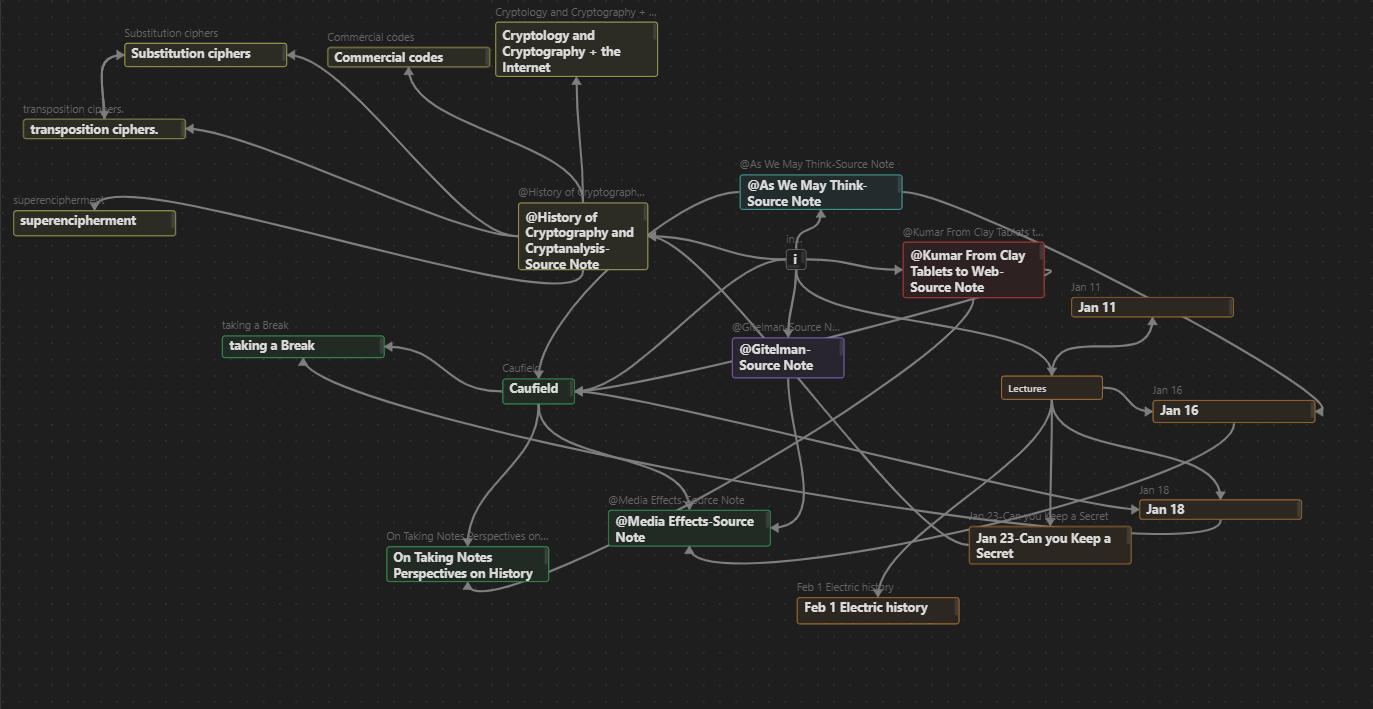 Cryptology and Cryptography + ...
Cryptology and
Cryptography + the
Internet
Substitution ciphers
Substitution ciphers
Commercial codes
Commercial codes
transposition ciphers.
transposition ciphers.
superencipherment
superencipherment
@History of Cryptograph...
@History of
Cryptography and
Cryptanalysis-
Source Note
@As We May Think-Source Note
@As We May Think-
Source Note
in...
i
@Kumar From Clay Tablets t...
@Kumar From Clay
Tablets to Web-
Source Note
Jan 11
Jan 11
taking a Break
taking a Break
@Gitelman-Source N...
@Gitelman-
Source Note
Caufield
Caufield
Lectures
Jan 16
Jan 16
Jan 18
Jan 18
@Media Effects-Source Note
@Media Effects-Source
Note
Jan 23-Can you Keep a Secret
Jan 23-Can you Keep a
Secret
On Taking Notes Perspectives on...
On Taking Notes
Perspectives on History
Feb 1 Electric history
Feb 1 Electric history